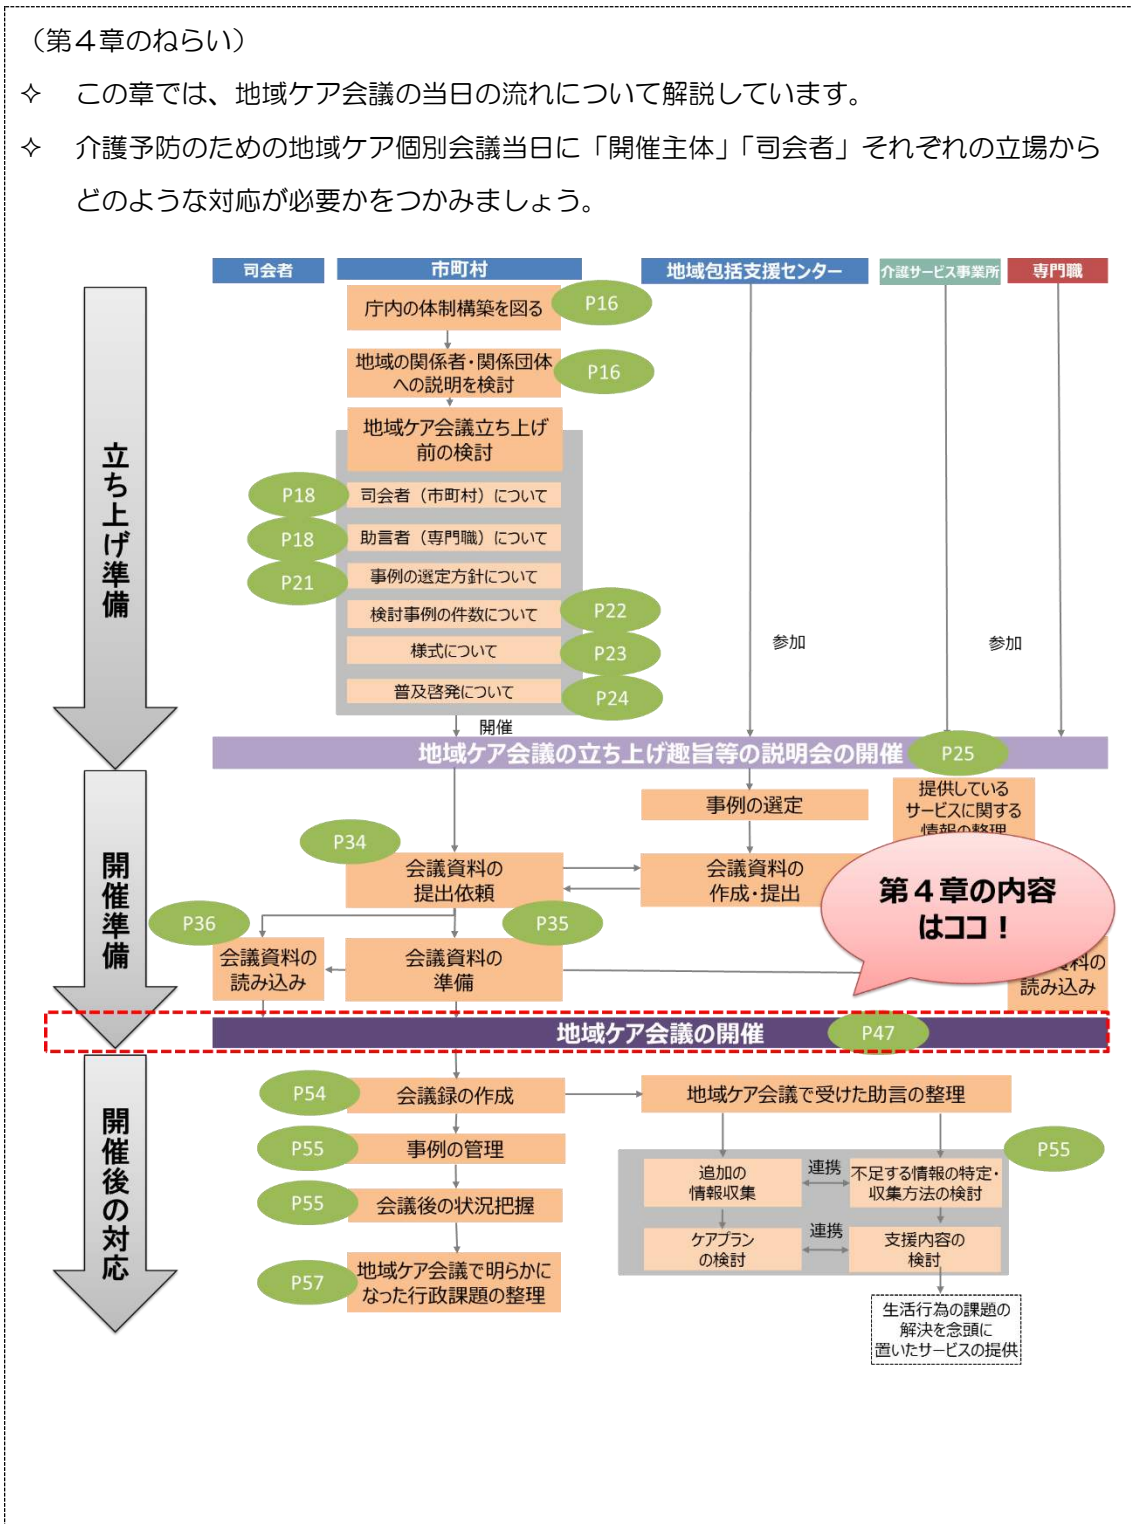 （第４章のねらい）
✧ この章では、地域ケア会議の当日の流れについて解説しています。
✧ 介護予防のための地域ケア個別会議当日に「開催主体」「司会者」それぞれの立場から
どのような対応が必要かをつかみましょう。
司会者
市町村
地域包括支援センター
介護サービス事業所
専門職
立ち上げ準備
庁内の体制構築を図る
P16
地域の関係者・関係団体
への説明を検討
P16
地域ケア会議立ち上げ
前の検討
P18
司会者（市町村）について
P18
助言者（専門職）について
P21
事例の選定方針について
検討事例の件数について
P22
様式について
P23
普及啓発について
P24
参加
参加
開催
地域ケア会議の立ち上げ趣旨等の説明会の開催
P25
開催準備
事例の選定
提供している
サービスに関する
情報の整理
P34
会議資料の
提出依頼
会議資料の
作成・提出
第４章の内容
はココ！
P36
会議資料の
読み込み
P35
会議資料の
準備
資料の
読み込み
地域ケア会議の開催
P47
開催後の対応
P54
会議録の作成
地域ケア会議で受けた助言の整理
P55
事例の管理
P55
追加の
情報収集
連携
不足する情報の特定・
収集方法の検討
P55
会議後の状況把握
ケアプラン
の検討
連携
支援内容の
検討
P57
地域ケア会議で明らかに
なった行政課題の整理
生活行為の課題の
解決を念頭に
置いたサービスの提供